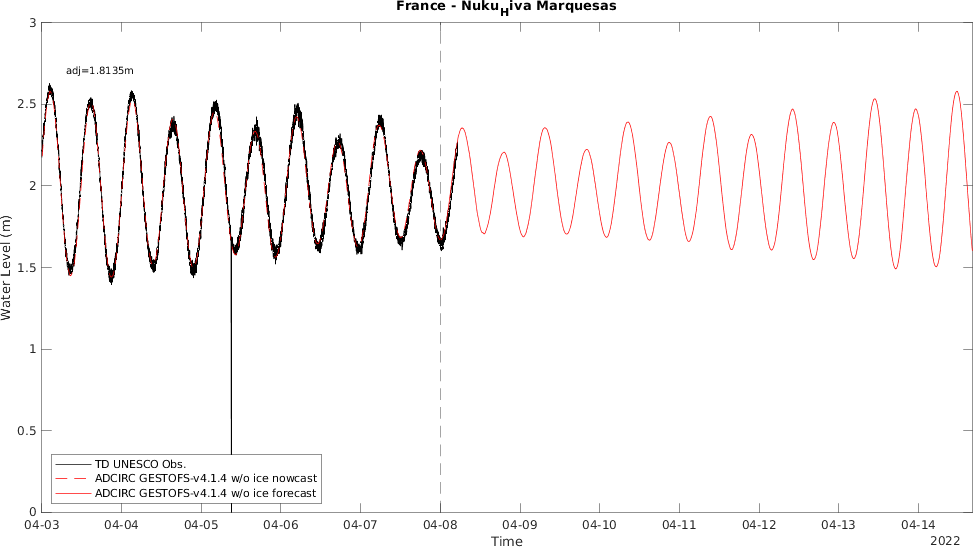 France - Nuku_Hiva Marquesas
3
adj=1.8135m
2.5
2
1.5
1
0.5
0
Water Level (m)
TD UNESCO Obs.
ADCIRC GESTOFS-v4.1.4 w/o ice nowcast
ADCIRC GESTOFS-v4.1.4 w/o ice forecast
04-03 04-04 04-05 04-06 04-07 04-08 04-09 04-10 04-11 04-12 04-13 04-14
Time
2022